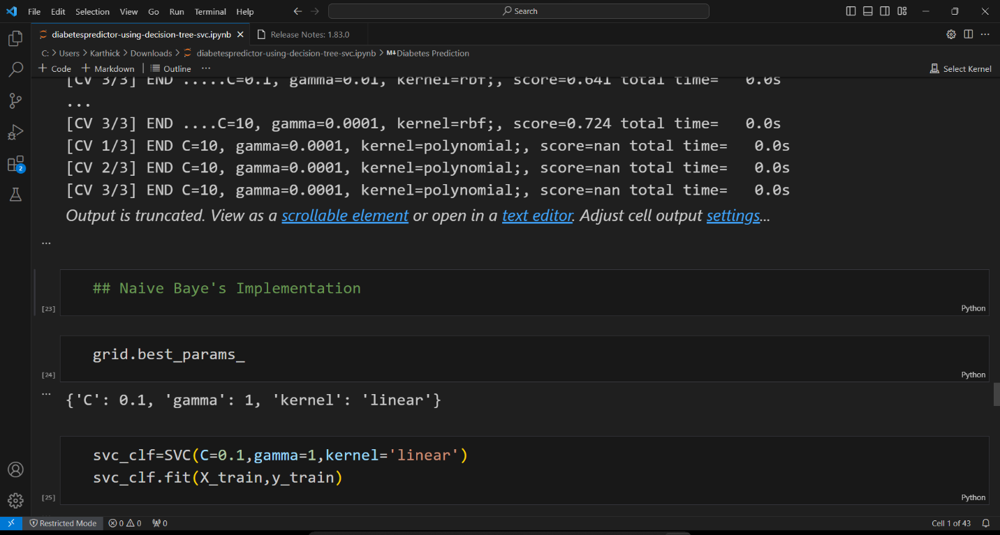 File Edit Selection View Go Run Terminal Help Search
diabetespredictor-using-decision-tree-svc.ipynb Release Notes: 1.83.0
C: > Users > Karthick > Downloads > diabetespredictor-using-decision-tree-svc.ipynb > M↓Diabetes Prediction
+ Code + Markdown | Outline ... Select Kernel
[CV 3/3] END .....C=0.1, gamma=0.01, kernel=rbf;, score=0.641 total time=   0.0s
...
[CV 3/3] END ....C=10, gamma=0.0001, kernel=rbf;, score=0.724 total time=   0.0s
[CV 1/3] END C=10, gamma=0.0001, kernel=polynomial;, score=nan total time=   0.0s
[CV 2/3] END C=10, gamma=0.0001, kernel=polynomial;, score=nan total time=   0.0s
[CV 3/3] END C=10, gamma=0.0001, kernel=polynomial;, score=nan total time=   0.0s
Output is truncated. View as a scrollable element or open in a text editor. Adjust cell output settings...
...
## Naive Baye's Implementation
[23] Python
grid.best_params_
[24] Python
... {'C': 0.1, 'gamma': 1, 'kernel': 'linear'}
svc_clf=SVC(C=0.1,gamma=1,kernel='linear')
svc_clf.fit(X_train,y_train)
[25] Python
2
Restricted Mode 0 0 0 Cell 1 of 43